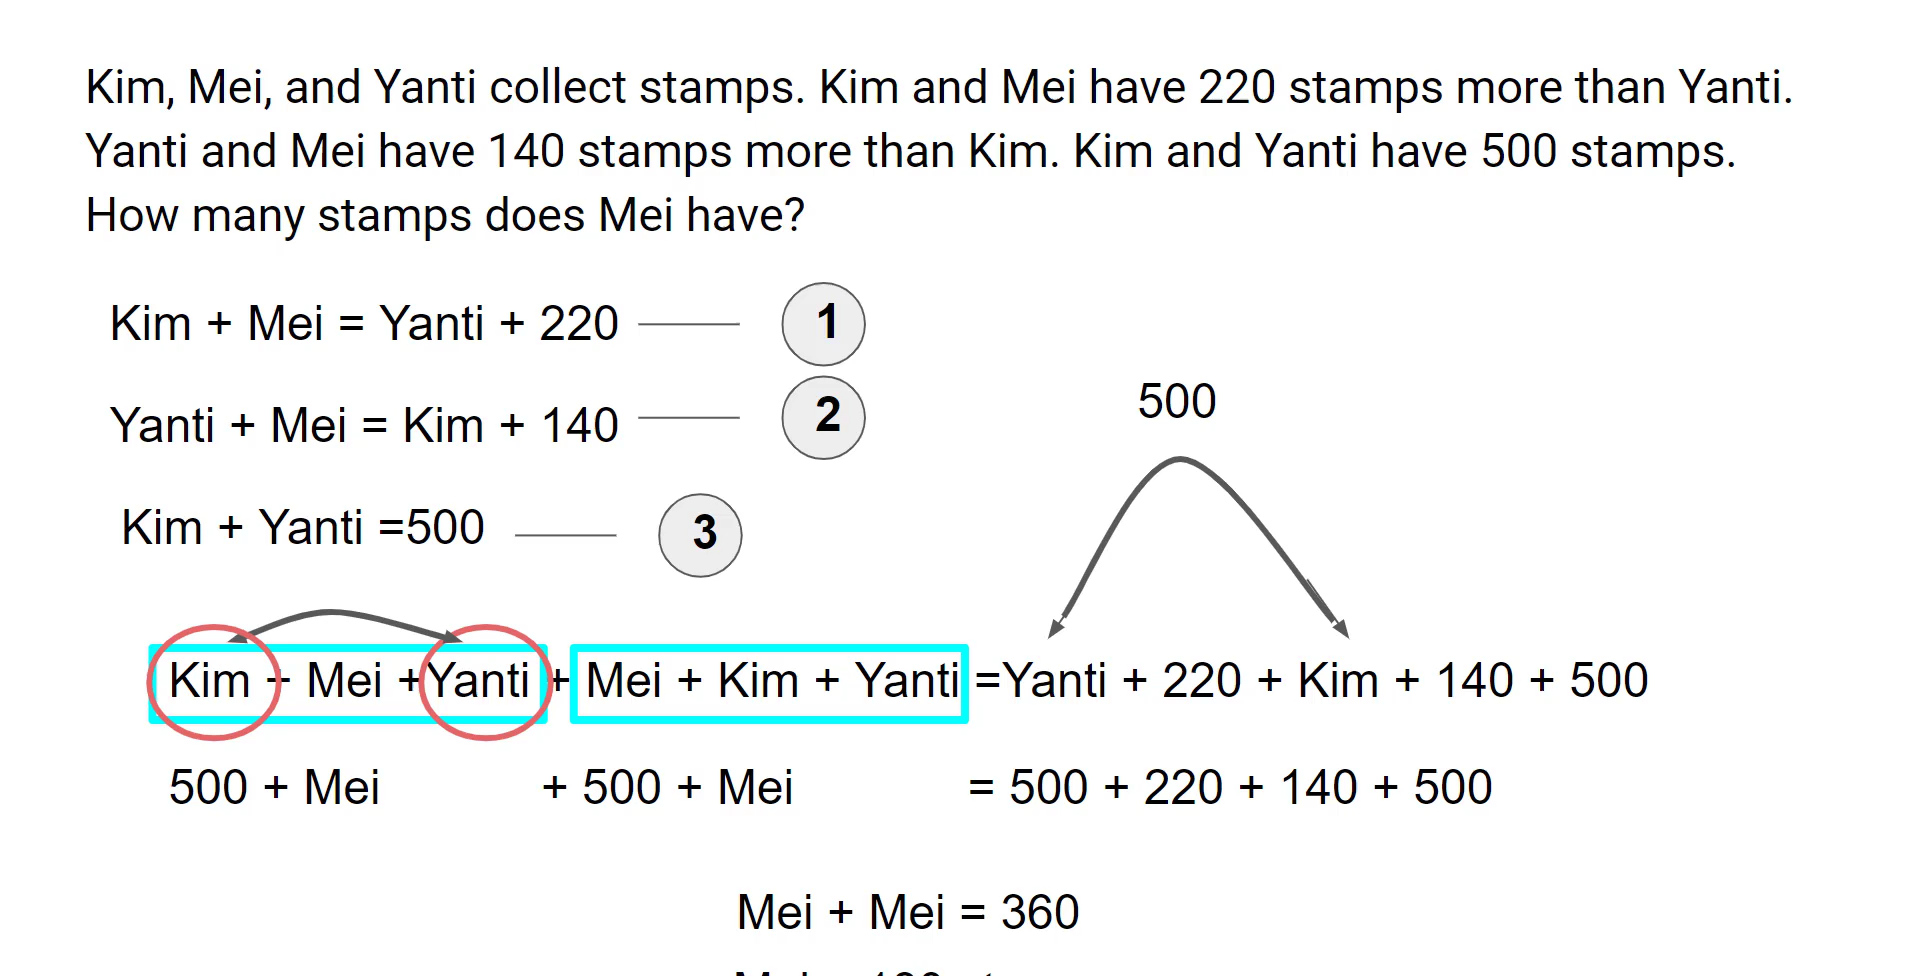 Kim, Mei, and Yanti collect stamps. Kim and Mei have 220 stamps more than Yanti.
Yanti and Mei have 140 stamps more than Kim. Kim and Yanti have 500 stamps.
How many stamps does Mei have?
Kim + Mei = Yanti + 220 1
Yanti + Mei = Kim + 140 2
500
Kim + Yanti =500 3
Kim + Mei +Yanti + Mei + Kim + Yanti =Yanti + 220 + Kim + 140 + 500
500 + Mei + 500 + Mei = 500 + 220 + 140 + 500
Mei + Mei = 360